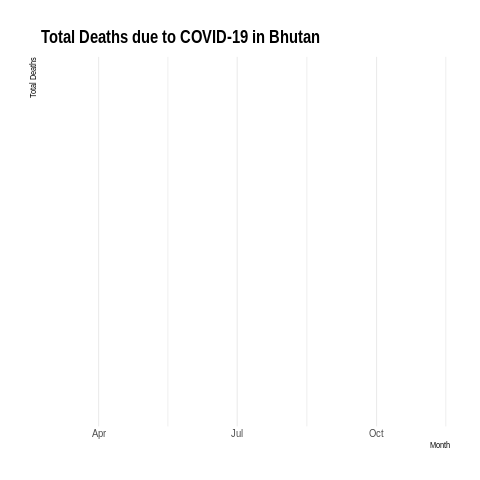 Total Deaths due to COVID-19 in Bhutan
Total Deaths
Apr
Jul
Oct
Month